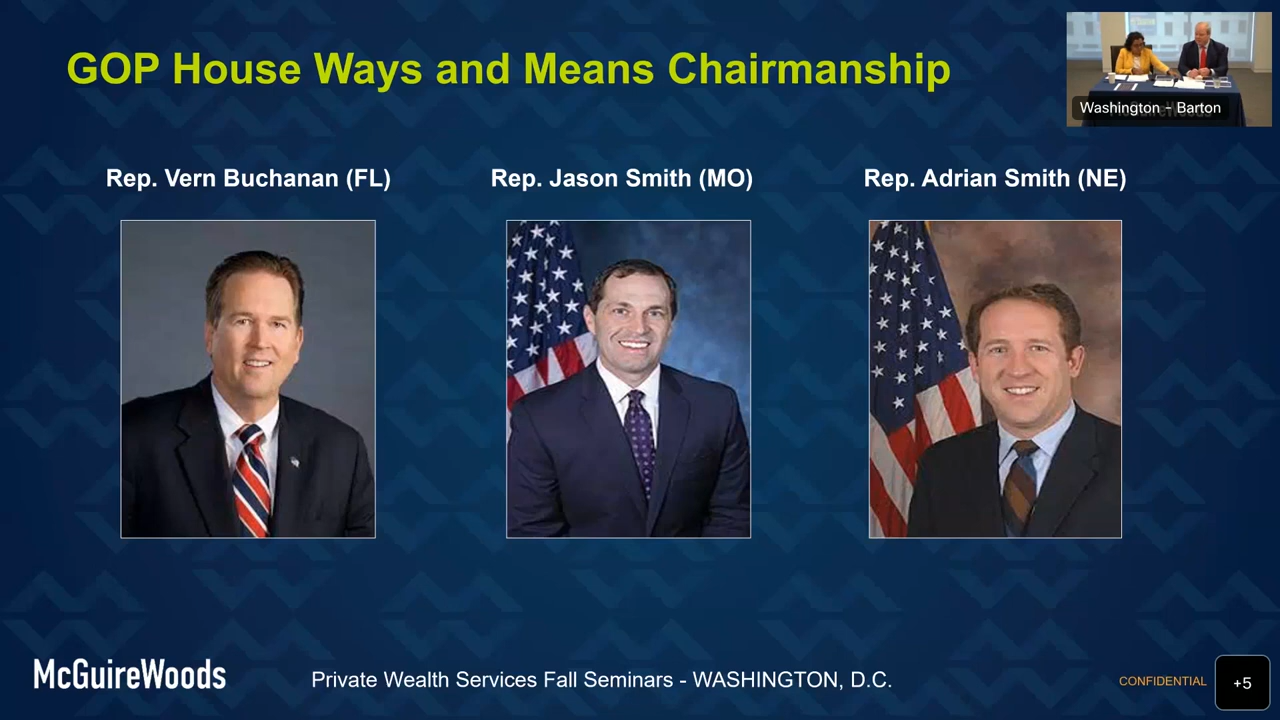 GOP House Ways and Means Chairmanship
Washington - Barton
Rep. Vern Buchanan (FL)
Rep. Jason Smith (MO)
Rep. Adrian Smith (NE)
McGuireWoods
Private Wealth Services Fall Seminars - WASHINGTON, D.C.
CONFIDENTIAL
+5